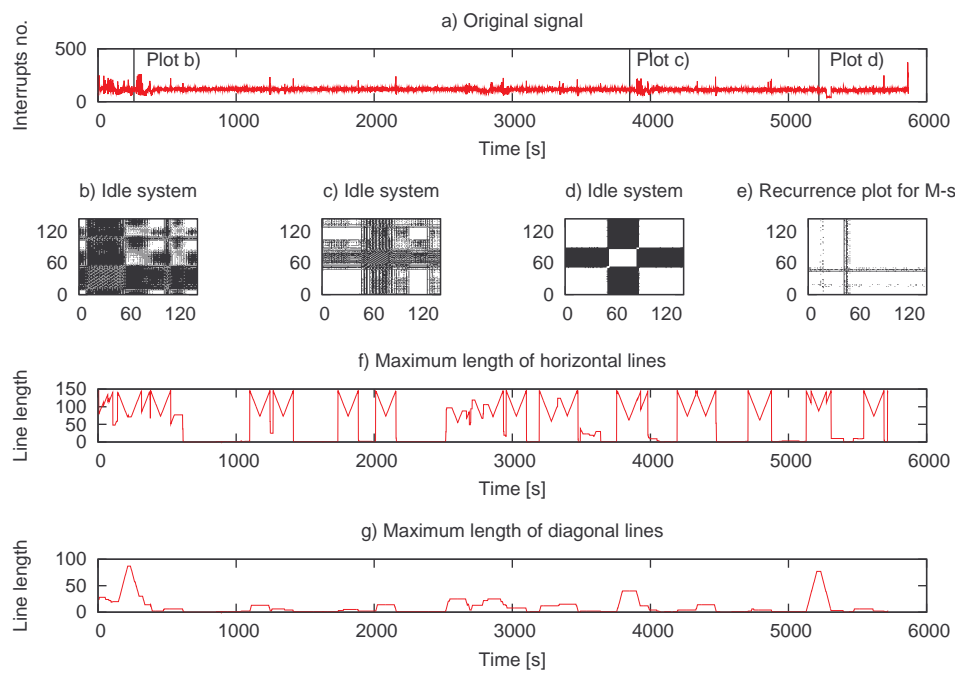 a) Original signal
Interrupts no.
500
0
Plot b)
Plot c)
Plot d)
0 1000 2000 3000 4000 5000 6000
Time [s]
b) Idle system
c) Idle system
d) Idle system
e) Recurrence plot for M-s
120
60
0
0 60 120
120
60
0
0 60 120
120
60
0
0 60 120
120
60
0
0 60 120
f) Maximum length of horizontal lines
Line length
150
100
50
0
0 1000 2000 3000 4000 5000 6000
Time [s]
g) Maximum length of diagonal lines
Line length
100
50
0
0 1000 2000 3000 4000 5000 6000
Time [s]